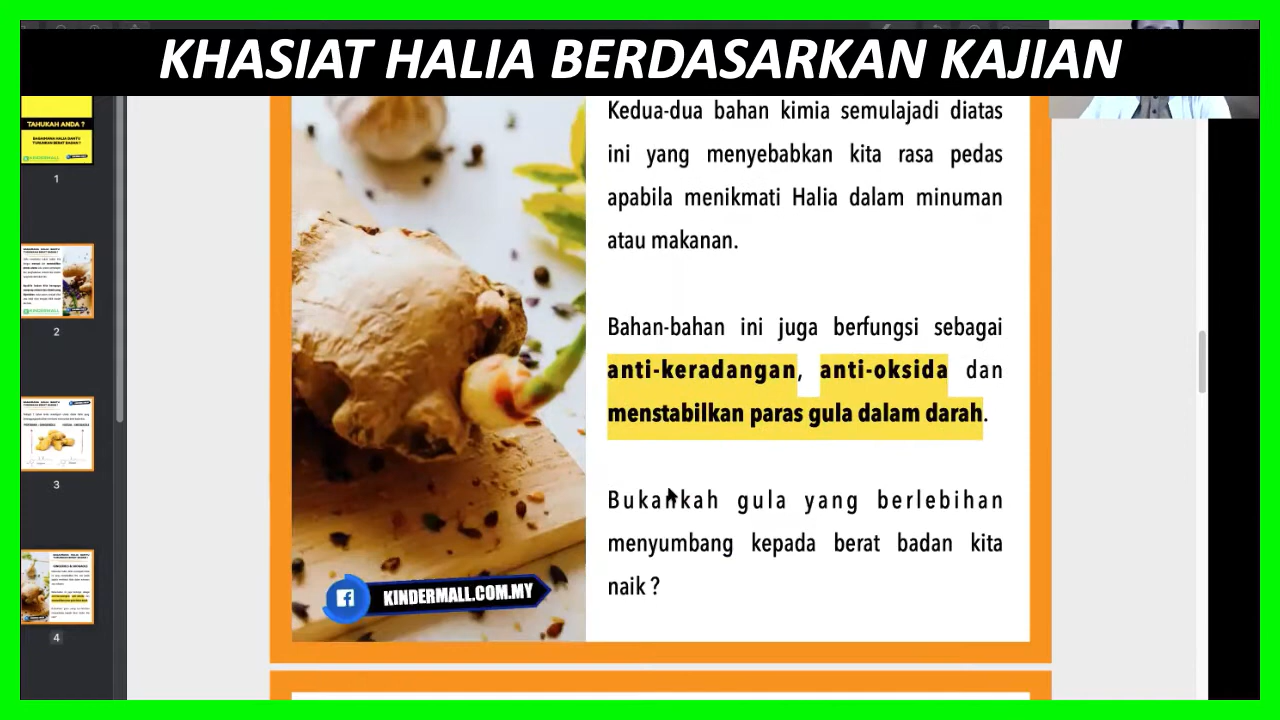 KHASIAT HALIA BERDASARKAN KAJIAN
TAHUKAH ANDA ?
1
2
3
4
Kedua-dua bahan kimia semulajadi diatas
ini yang menyebabkan kita rasa pedas
apabila menikmati Halia dalam minuman
atau makanan.
Bahan-bahan ini juga berfungsi sebagai
anti-keradangan, anti-oksida dan
menstabilkan paras gula dalam darah.
Bukankah gula yang berlebihan
menyumbang kepada berat badan kita
naik ?
KINDERMALL.COM.MY